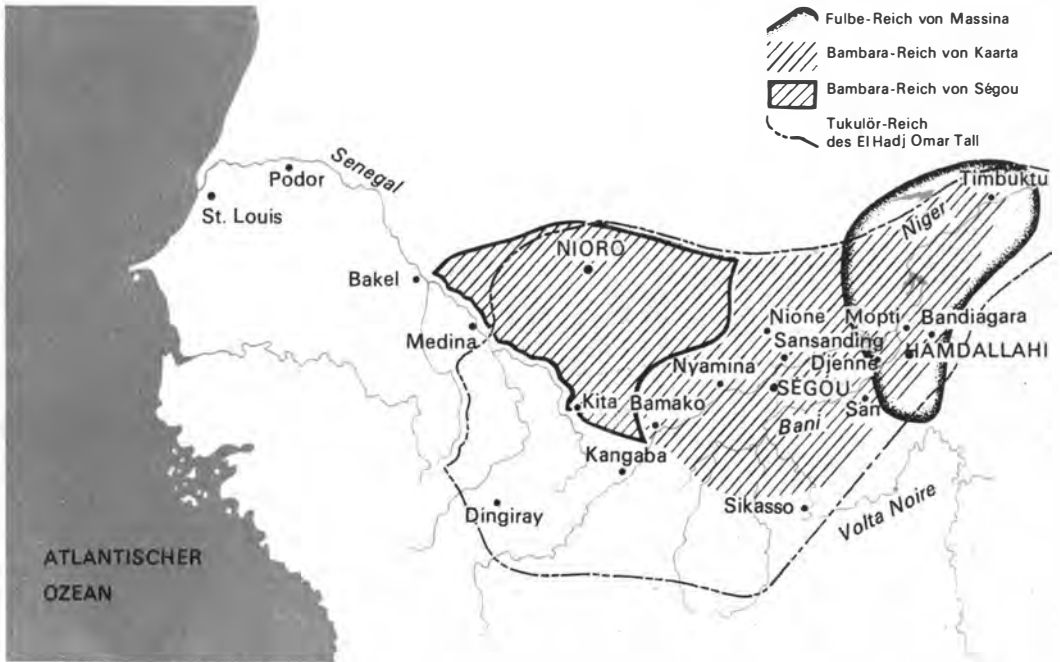 Fulbe-Reich von Massina
Bambara-Reich von Kaarta
Bambara-Reich von Ségou
Tukulör-Reich
des El Hadj Omar Tall
Senegal
Podor
St. Louis
Timbuktu
Niger
NIORO
Bakel
Medina
Nione
Mopti
Bandiagara
Sansanding
Djenne
HAMDALLAHI
Nyamina
SÉGOU
Kita
Bamako
San
Bani
Kangaba
Dingiray
Sikasso
Volta Noire
ATLANTISCHER
OZEAN